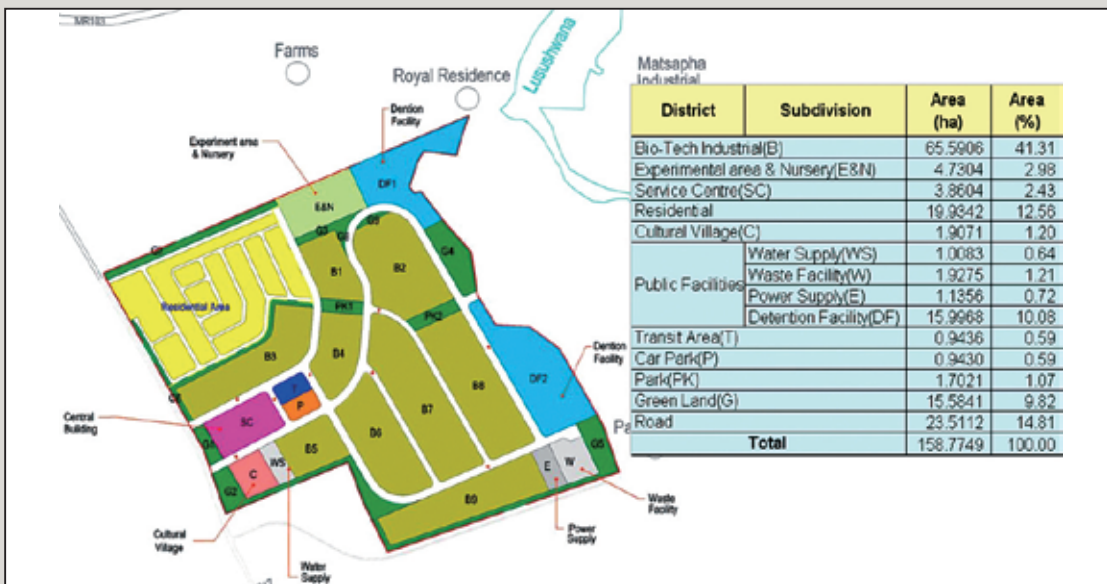 MR103
Farms
Royal Residence
Lusushwana
Matsapha
Industrial
Dention
Facility
Experiment area
& Nursery
DF1
E&N
G3
G5
G4
B1
B2
Residential Area
PK1
PK2
B3
B4
B8
Dention
Facility
DF2
B7
B6
P
SC
Central
Building
B5
WS
C
G2
G5
E
W
B9
Waste
Facility
Power
Supply
Cultural
Village
Water
Supply
District Subdivision Area (ha) Area (%)
Bio-Tech Industrial(B) 65.5906 41.31
Experimental area & Nursery(E&N) 4.7304 2.98
Service Centre(SC) 3.8604 2.43
Residential 19.9342 12.56
Cultural Village(C) 1.9071 1.20
Public Facilities
Water Supply(WS) 1.0083 0.64
Waste Facility(W) 1.9275 1.21
Power Supply(E) 1.1356 0.72
Detention Facility(DF) 15.9968 10.08
Transit Area(T) 0.9436 0.59
Car Park(P) 0.9430 0.59
Park(PK) 1.7021 1.07
Green Land(G) 15.5841 9.82
Road 23.5112 14.81
Total 158.7749 100.00